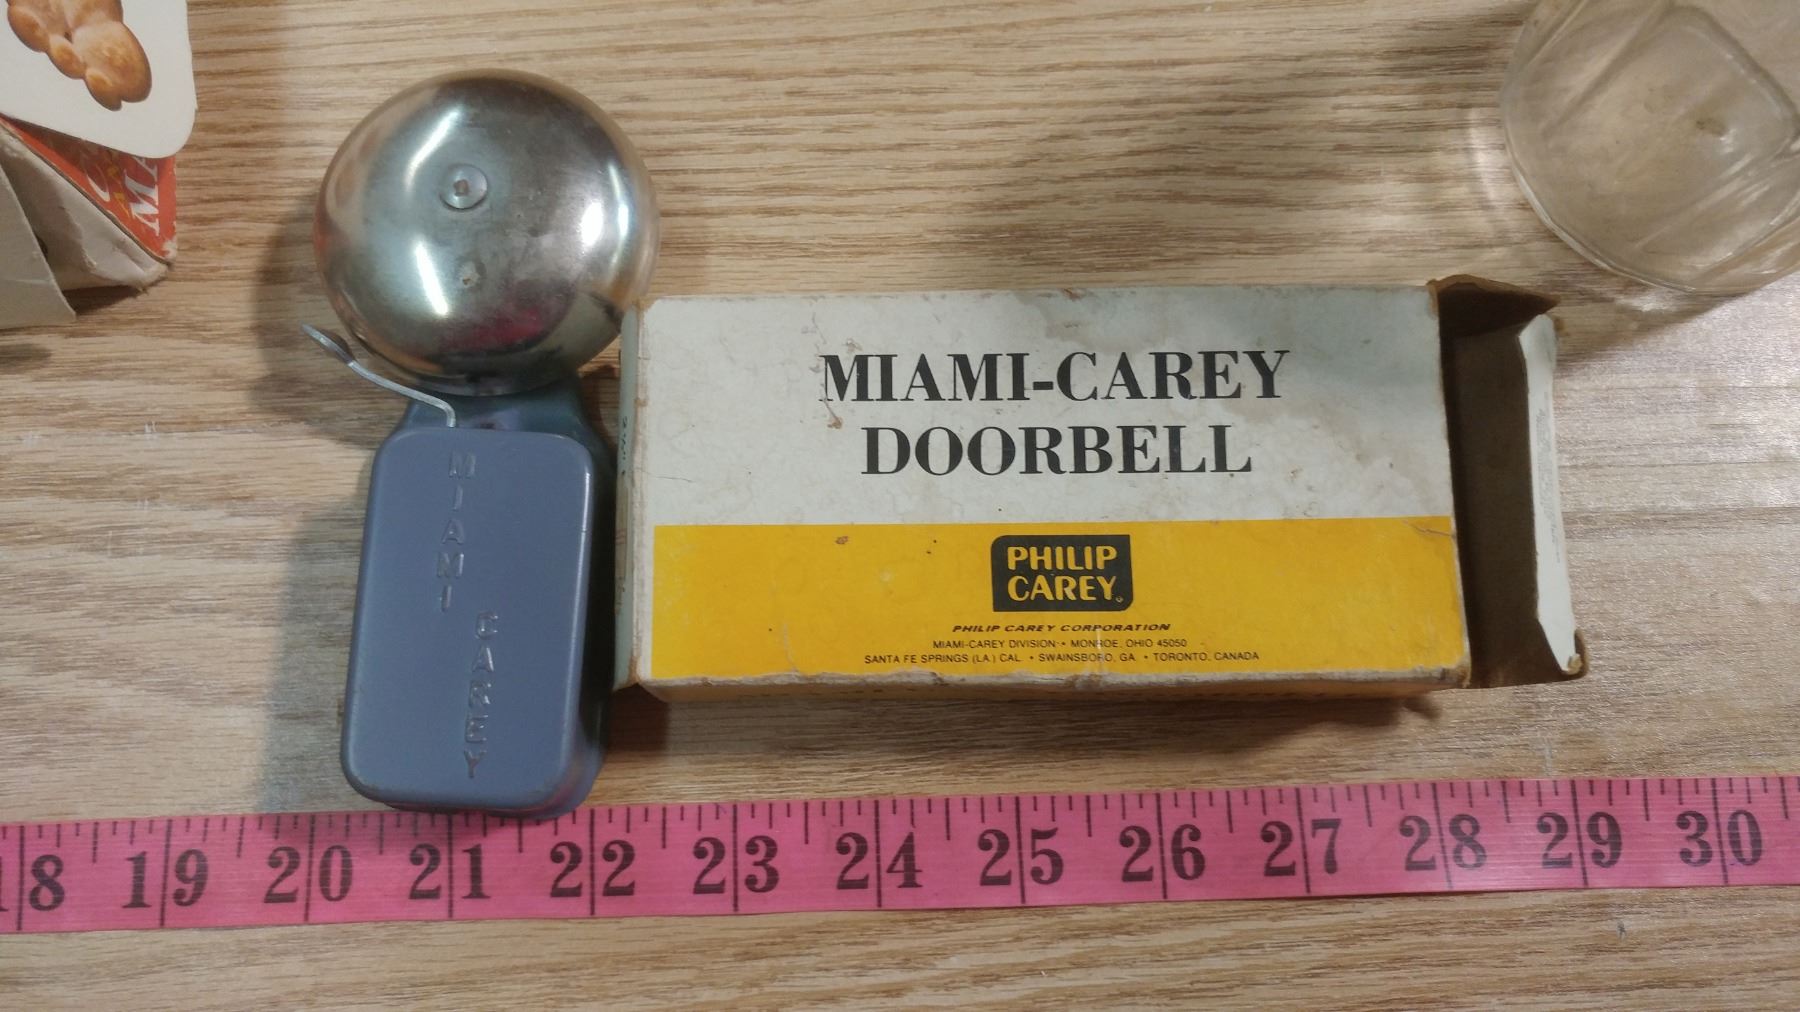 MIAMI
CAREY
MIAMI-CAREY
DOORBELL
PHILIP
CAREY
PHILIP CAREY CORPORATION
MIAMI-CAREY DIVISION • MONROE, OHIO 45050
SANTA FE SPRINGS (LA.) CAL. • SWAINSBORO, GA. • TORONTO, CANADA
18 19 20 21 22 23 24 25 26 27 28 29 30